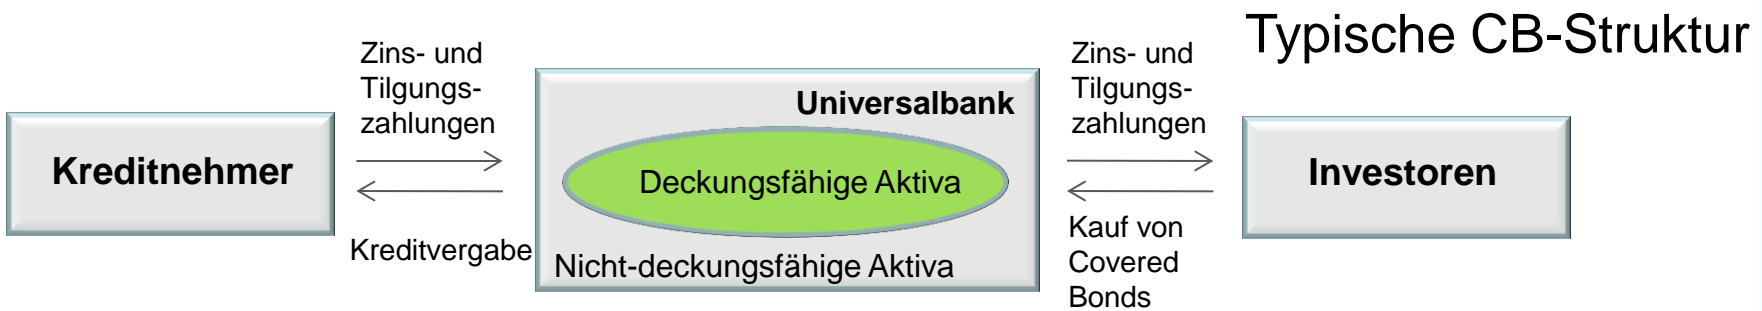 Typische CB-Struktur
Kreditnehmer
Zins- und
Tilgungs-
zahlungen
Kreditvergabe
Universalbank
Deckungsfähige Aktiva
Nicht-deckungsfähige Aktiva
Zins- und
Tilgungs-
zahlungen
Kauf von
Covered
Bonds
Investoren